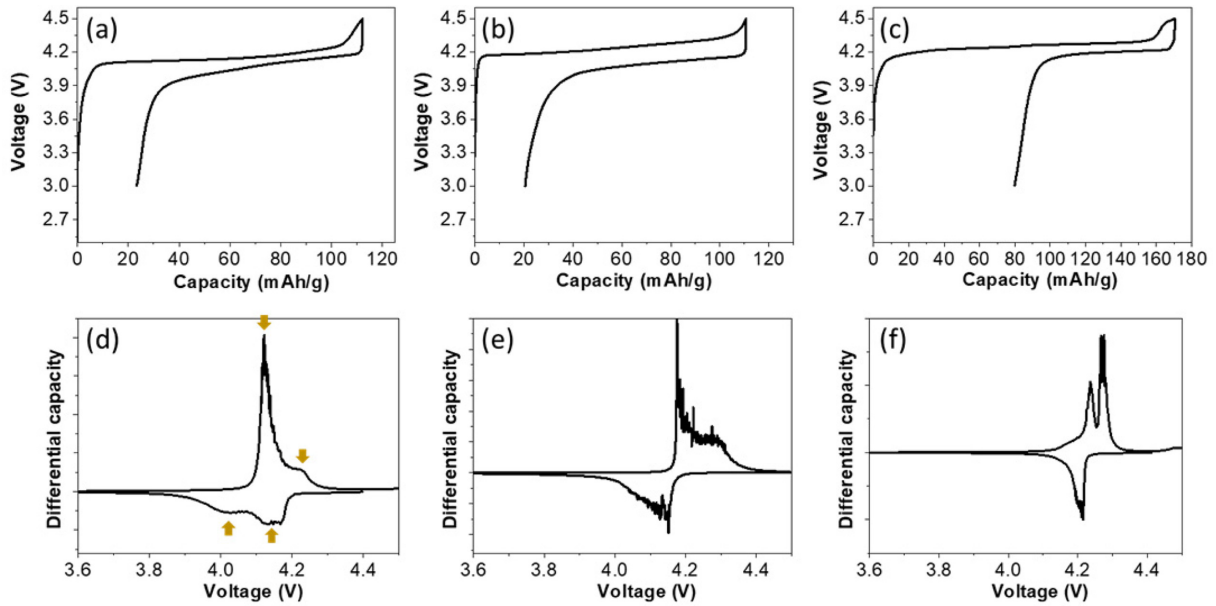 (a)
4.5
4.2
3.9
3.6
3.3
3.0
2.7
Voltage (V)
0 20 40 60 80 100 120
Capacity (mAh/g)
(b)
4.5
4.2
3.9
3.6
3.3
3.0
2.7
Voltage (V)
0 20 40 60 80 100 120
Capacity (mAh/g)
(c)
4.5
4.2
3.9
3.6
3.3
3.0
2.7
Voltage (V)
0 20 40 60 80 100 120 140 160 180
Capacity (mAh/g)
(d)
Differential capacity
3.6 3.8 4.0 4.2 4.4
Voltage (V)
(e)
Differential capacity
3.6 3.8 4.0 4.2 4.4
Voltage (V)
(f)
Differential capacity
3.6 3.8 4.0 4.2 4.4
Voltage (V)